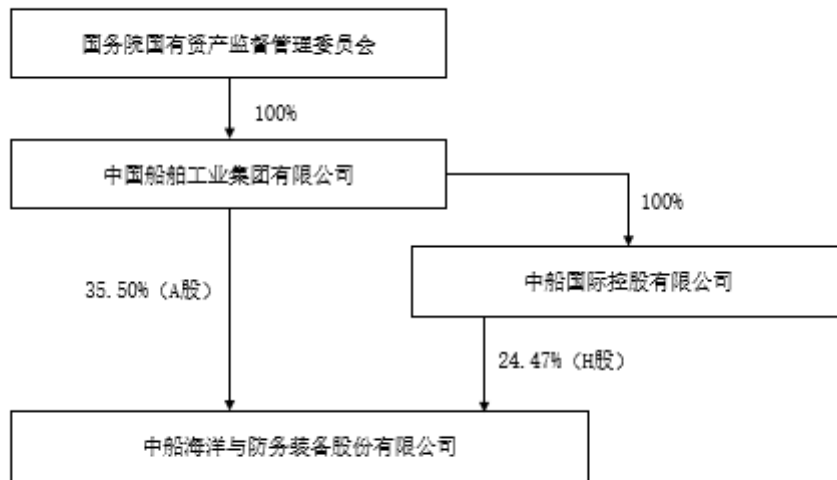 国务院国有资产监督管理委员会
100%
中国船舶工业集团有限公司
100%
35.50%（A股）
中船国际控股有限公司
24.47%（H股）
中船海洋与防务装备股份有限公司